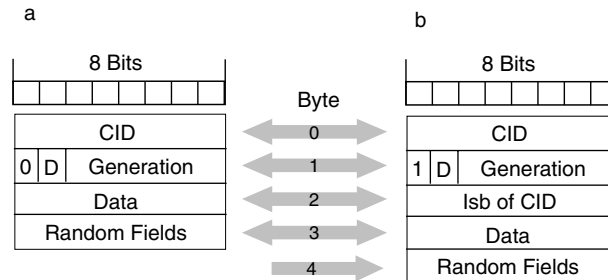 a
b
8 Bits
8 Bits
Byte
CID
0
CID
0 D Generation
1
1 D Generation
Data
2
lsb of CID
Random Fields
3
Data
4
Random Fields